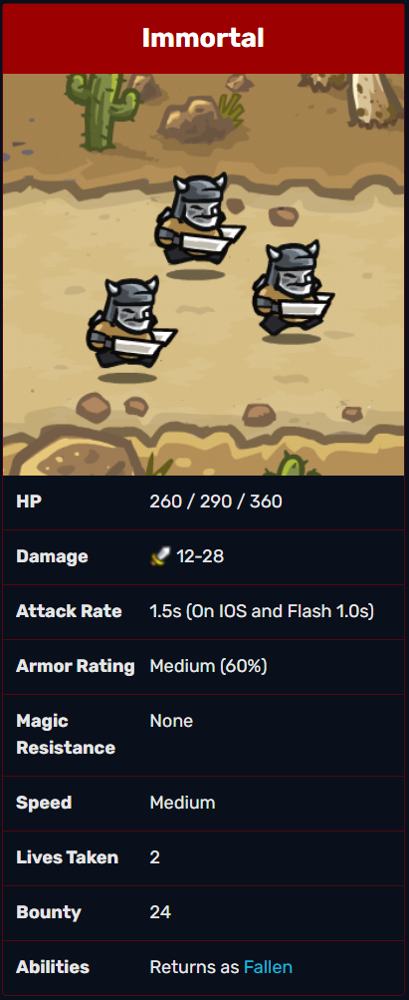 Immortal
HP 260 / 290 / 360
Damage 12-28
Attack Rate 1.5s (On IOS and Flash 1.0s)
Armor Rating Medium (60%)
Magic Resistance None
Speed Medium
Lives Taken 2
Bounty 24
Abilities Returns as Fallen